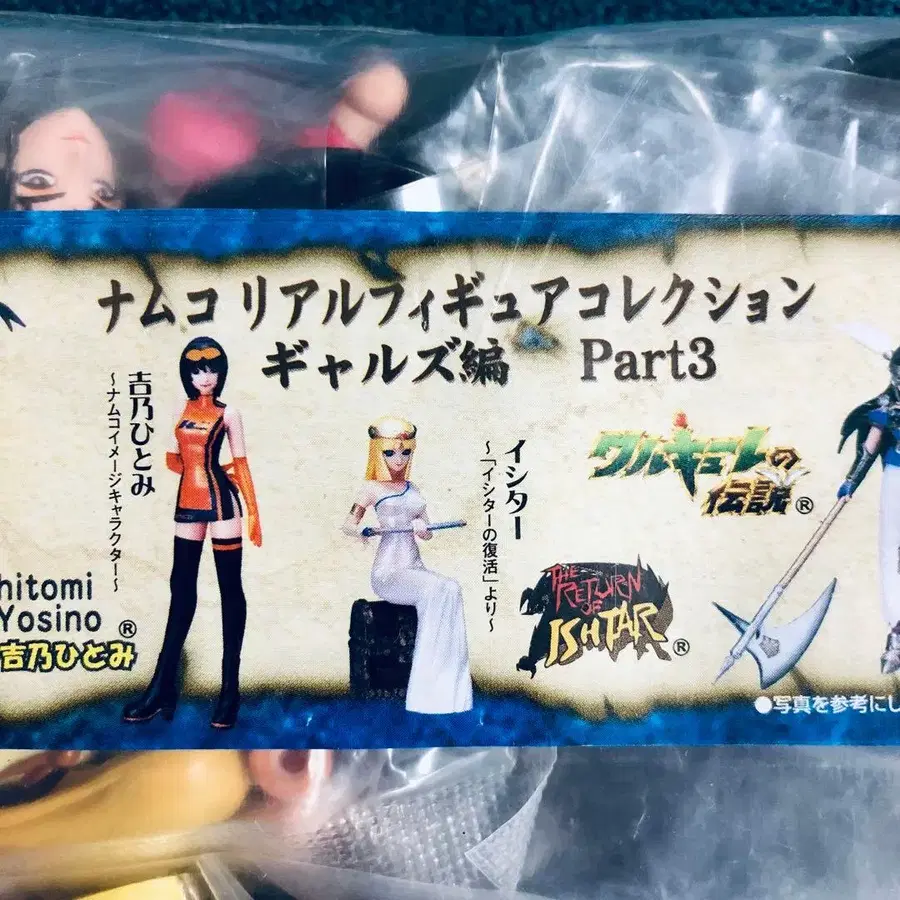 ナムコ リアルフィギュアコレクション
ギャルズ編 Part3
吉乃ひとみ
～ナムコイメージキャラクター～
hitomi
Yosino ®
吉乃ひとみ
イシター
～「イシターの復活」より～
ワルキューレの
伝説 ®
THE
RETURN
OF
ISHTAR ®
●写真を参考にし